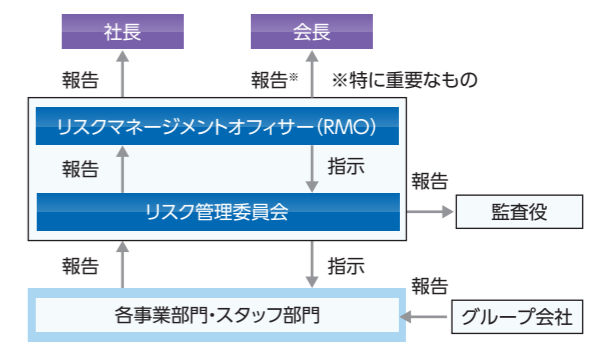 社長
会長
報告
報告※
※特に重要なもの
リスクマネージメントオフィサー（RMO）
報告
指示
報告
リスク管理委員会
監査役
報告
指示
報告
各事業部門・スタッフ部門
グループ会社